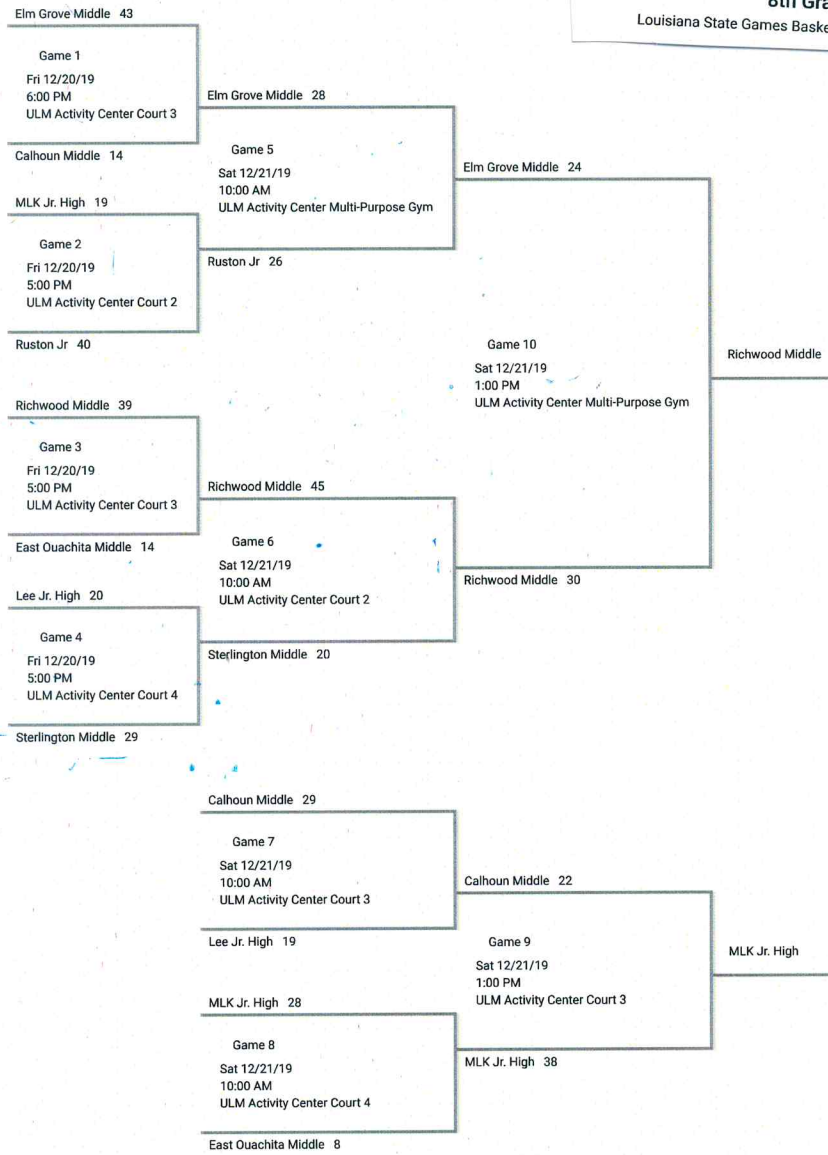 8th Gra
Louisiana State Games Baske
Elm Grove Middle 43
Game 1
Fri 12/20/19
6:00 PM
ULM Activity Center Court 3
Calhoun Middle 14
MLK Jr. High 19
Game 2
Fri 12/20/19
5:00 PM
ULM Activity Center Court 2
Ruston Jr 40
Richwood Middle 39
Game 3
Fri 12/20/19
5:00 PM
ULM Activity Center Court 3
East Ouachita Middle 14
Lee Jr. High 20
Game 4
Fri 12/20/19
5:00 PM
ULM Activity Center Court 4
Sterlington Middle 29
Elm Grove Middle 28
Game 5
Sat 12/21/19
10:00 AM
ULM Activity Center Multi-Purpose Gym
Ruston Jr 26
Richwood Middle 45
Game 6
Sat 12/21/19
10:00 AM
ULM Activity Center Court 2
Sterlington Middle 20
Elm Grove Middle 24
Game 10
Sat 12/21/19
1:00 PM
ULM Activity Center Multi-Purpose Gym
Richwood Middle 30
Richwood Middle
Calhoun Middle 29
Game 7
Sat 12/21/19
10:00 AM
ULM Activity Center Court 3
Lee Jr. High 19
MLK Jr. High 28
Game 8
Sat 12/21/19
10:00 AM
ULM Activity Center Court 4
East Ouachita Middle 8
Calhoun Middle 22
Game 9
Sat 12/21/19
1:00 PM
ULM Activity Center Court 3
MLK Jr. High 38
MLK Jr. High